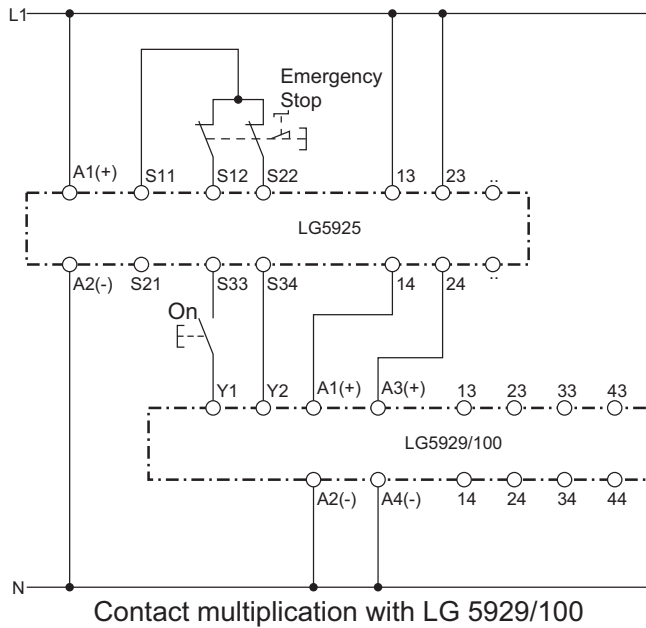 L1
Emergency
Stop
A1(+) S11 S12 S22 13 23 ..
LG5925
A2(-) S21 S33 S34 14 24 ..
On
Y1 Y2 A1(+) A3(+) 13 23 33 43
LG5929/100
A2(-) A4(-) 14 24 34 44
N
Contact multiplication with LG 5929/100